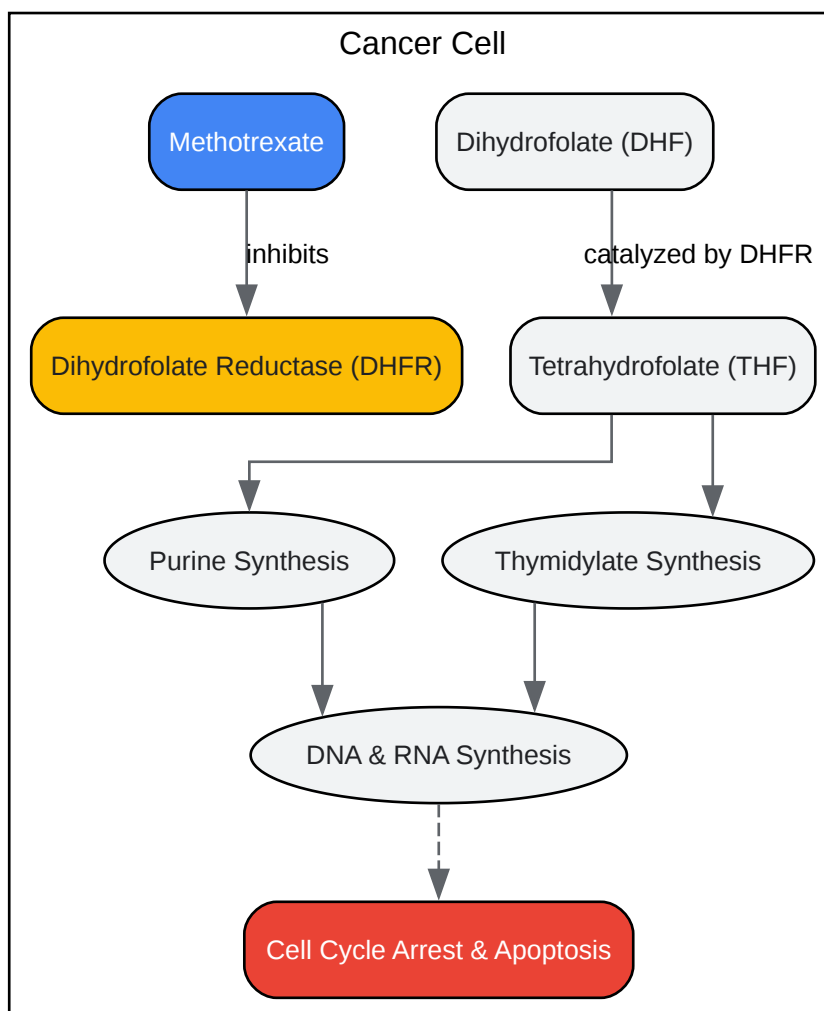 Cancer Cell
Methotrexate
Dihydrofolate (DHF)
inhibits
catalyzed by DHFR
Dihydrofolate Reductase (DHFR)
Tetrahydrofolate (THF)
Purine Synthesis
Thymidylate Synthesis
DNA & RNA Synthesis
Cell Cycle Arrest & Apoptosis